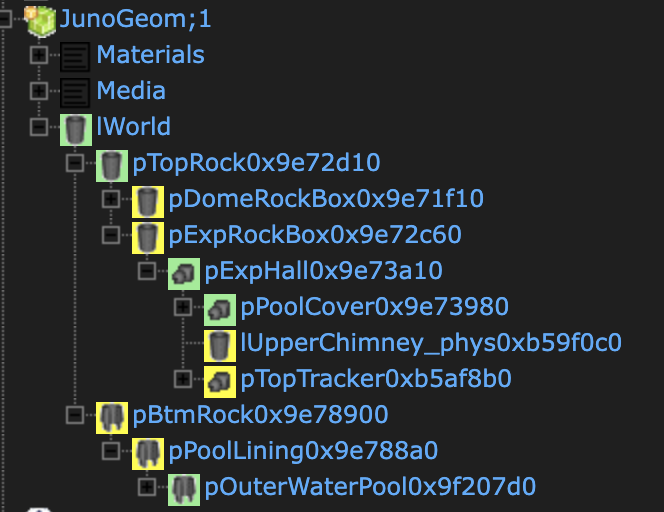 JunoGeom;1
Materials
Media
lWorld
pTopRock0x9e72d10
pDomeRockBox0x9e71f10
pExpRockBox0x9e72c60
pExpHall0x9e73a10
pPoolCover0x9e73980
lUpperChimney_phys0xb59f0c0
pTopTracker0xb5af8b0
pBtmRock0x9e78900
pPoolLining0x9e788a0
pOuterWaterPool0x9f207d0